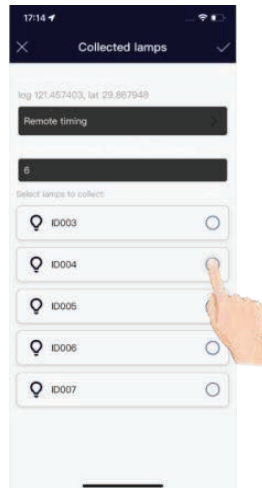 17:14
Collected lamps
log 121.457403, lat 29.867948
Remote timing
6
Select lamps to collect:
ID003
ID004
ID005
ID006
ID007